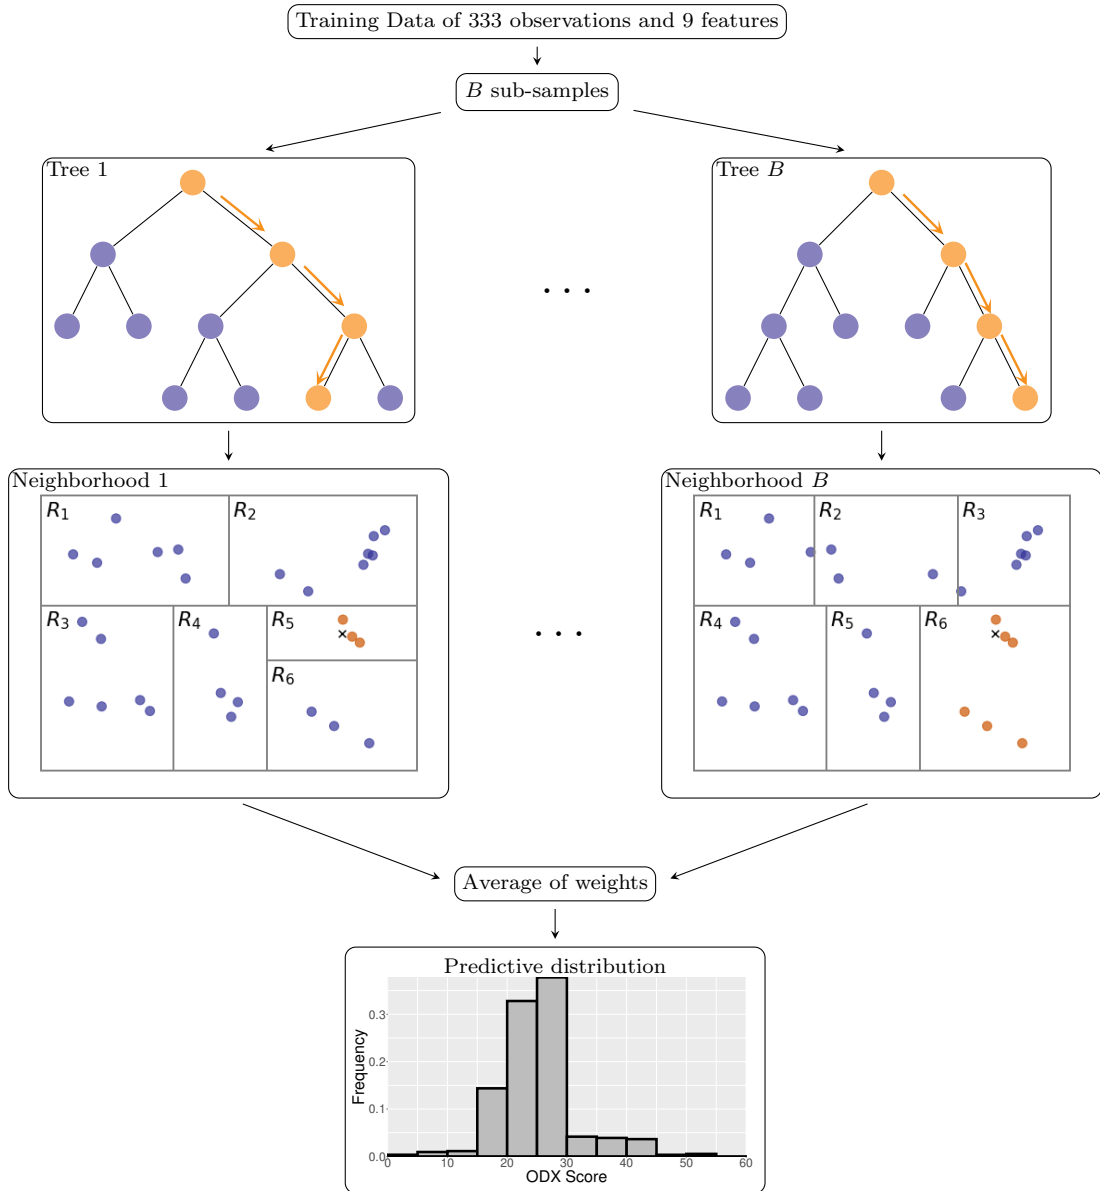 Training Data of 333 observations and 9 features
B sub-samples
Tree 1
Tree B
. . .
Neighborhood 1
Neighborhood B
R1
R2
R3
R4
R5
R6
. . .
R1
R2
R3
R4
R5
R6
Average of weights
Predictive distribution
Frequency
0.3
0.2
0.1
0.0
0 10 20 30 40 50 60
ODX Score